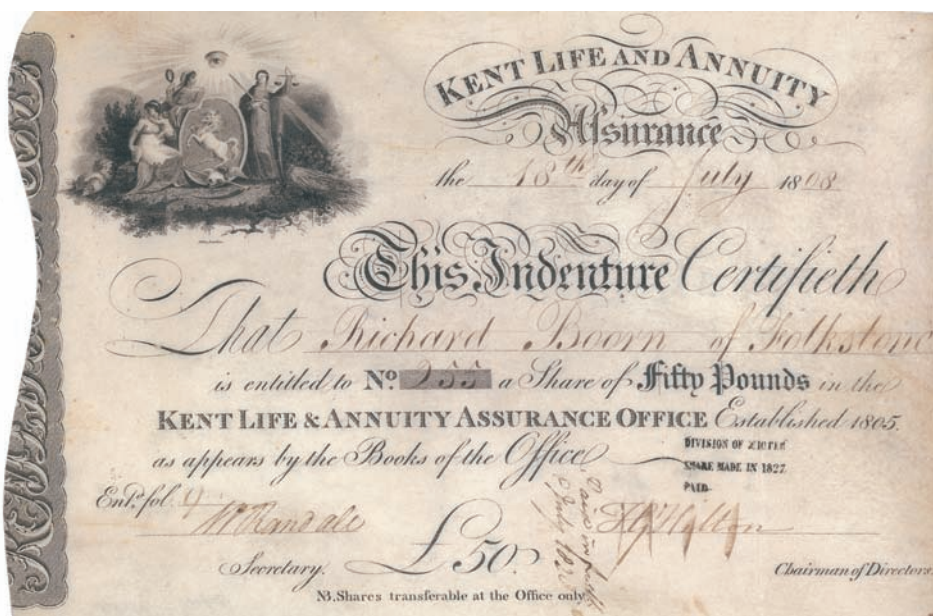 KENT LIFE AND ANNUITY
Assurance
the 18th day of July 1808
This Indenture Certifieth
That Richard Boorn of Folkstone
is entitled to No. 255 a Share of Fifty Pounds in the
KENT LIFE & ANNUITY ASSURANCE OFFICE Established 1805.
as appears by the Books of the Office
DIVISION OF
SHARE MADE IN 1827
PAID
Entd. fol. 4
Secretary.
£50
Chairman of Directors.
NB. Shares transferable at the Office only